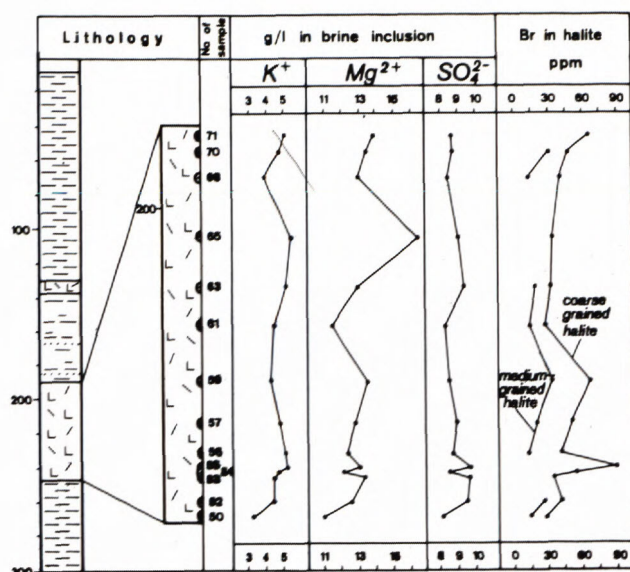 Lithology
No of sample
g/l in brine inclusion
Br in halite
ppm
K+
Mg2+
SO42-
3 4 5
11 13 15
8 9 10
0 30 60 90
71
70
200
65
100
63
coarse grained halite
61
59
medium-grained halite
57
200
56
55
54
53
52
50
300
3 4 5
11 13 15
8 9 10
0 30 60 90